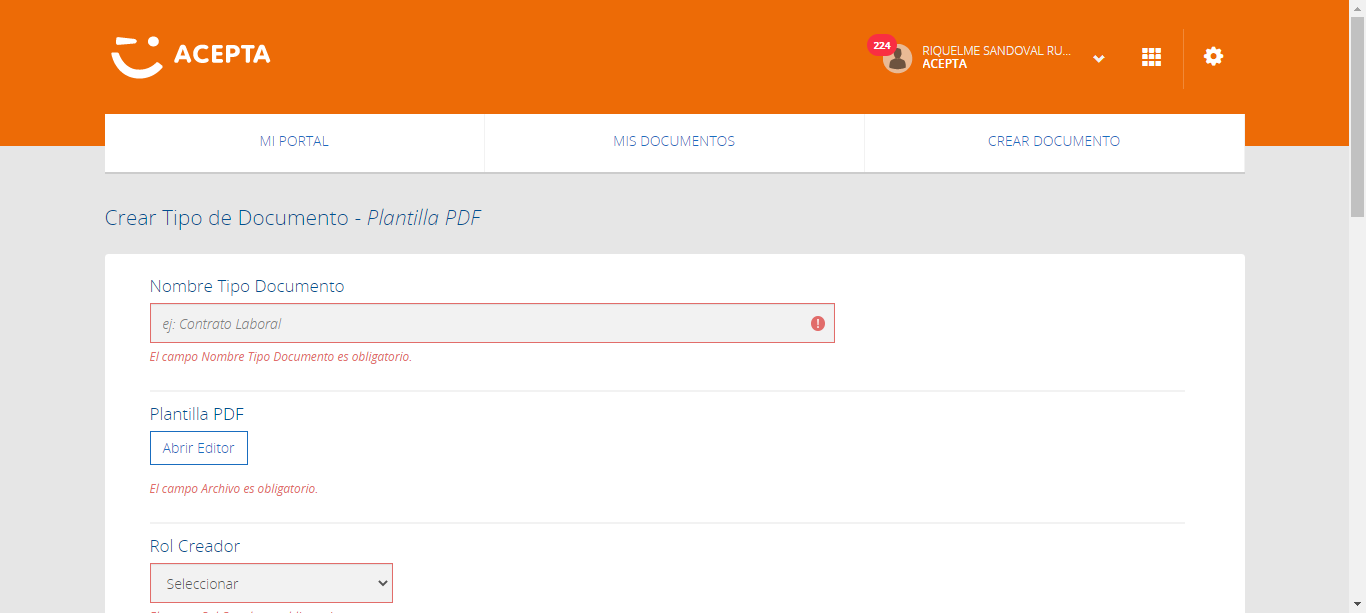 ACEPTA
224
RIQUELME SANDOVAL RU...
ACEPTA
MI PORTAL
MIS DOCUMENTOS
CREAR DOCUMENTO
Crear Tipo de Documento - Plantilla PDF
Nombre Tipo Documento
ej: Contrato Laboral
El campo Nombre Tipo Documento es obligatorio.
Plantilla PDF
Abrir Editor
El campo Archivo es obligatorio.
Rol Creador
Seleccionar